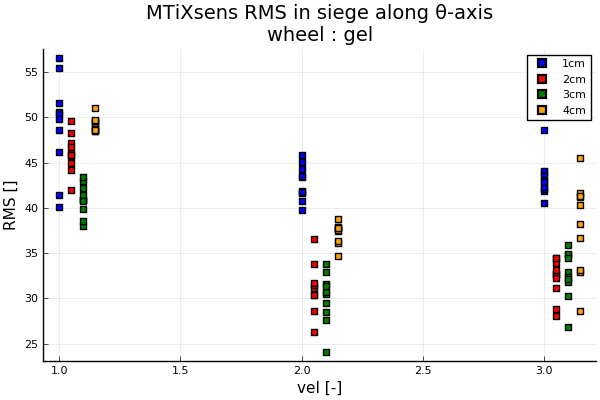 MTiXsens RMS in siege along θ-axis
wheel : gel
1cm
2cm
3cm
4cm
RMS []
55
50
45
40
35
30
25
1.0
1.5
2.0
2.5
3.0
vel [-]